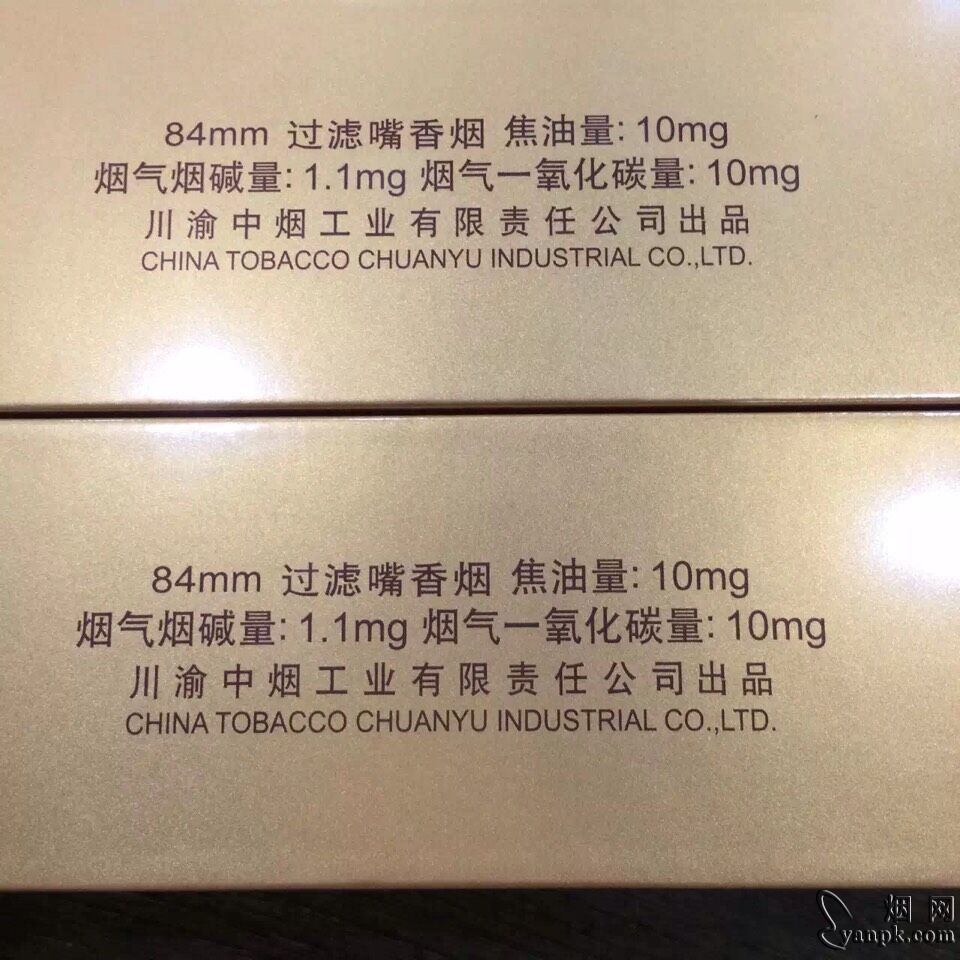 84mm 过滤嘴香烟 焦油量: 10mg
烟气烟碱量: 1.1mg 烟气一氧化碳量: 10mg
川渝中烟工业有限责任公司出品
CHINA TOBACCO CHUANYU INDUSTRIAL CO.,LTD.
84mm 过滤嘴香烟 焦油量: 10mg
烟气烟碱量: 1.1mg 烟气一氧化碳量: 10mg
川渝中烟工业有限责任公司出品
CHINA TOBACCO CHUANYU INDUSTRIAL CO.,LTD.
烟网
yanpk.com